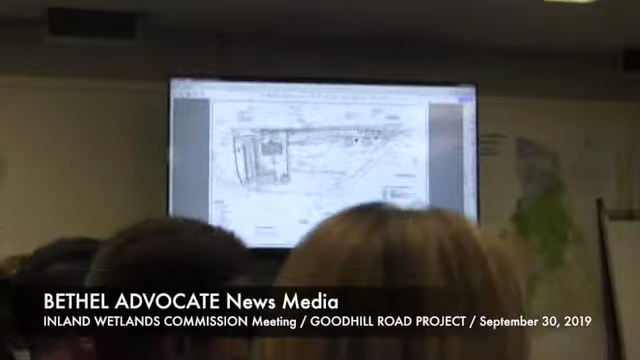 BETHEL ADVOCATE News Media
INLAND WETLANDS COMMISSION Meeting / GOODHILL ROAD PROJECT / September 30, 2019